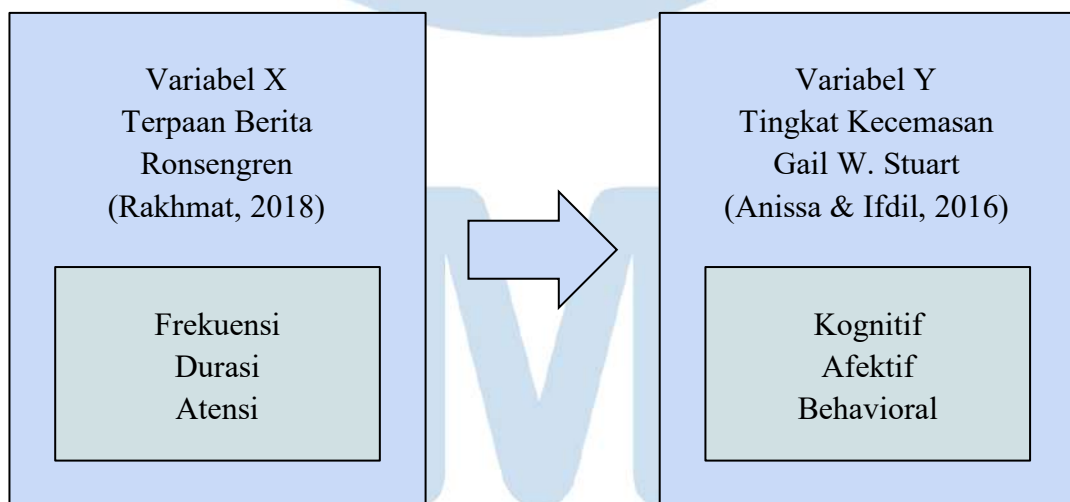 Variabel X
Terpaan Berita
Ronsengren
(Rakhmat, 2018)
Frekuensi
Durasi
Atensi
Variabel Y
Tingkat Kecemasan
Gail W. Stuart
(Anissa & Ifdil, 2016)
Kognitif
Afektif
Behavioral